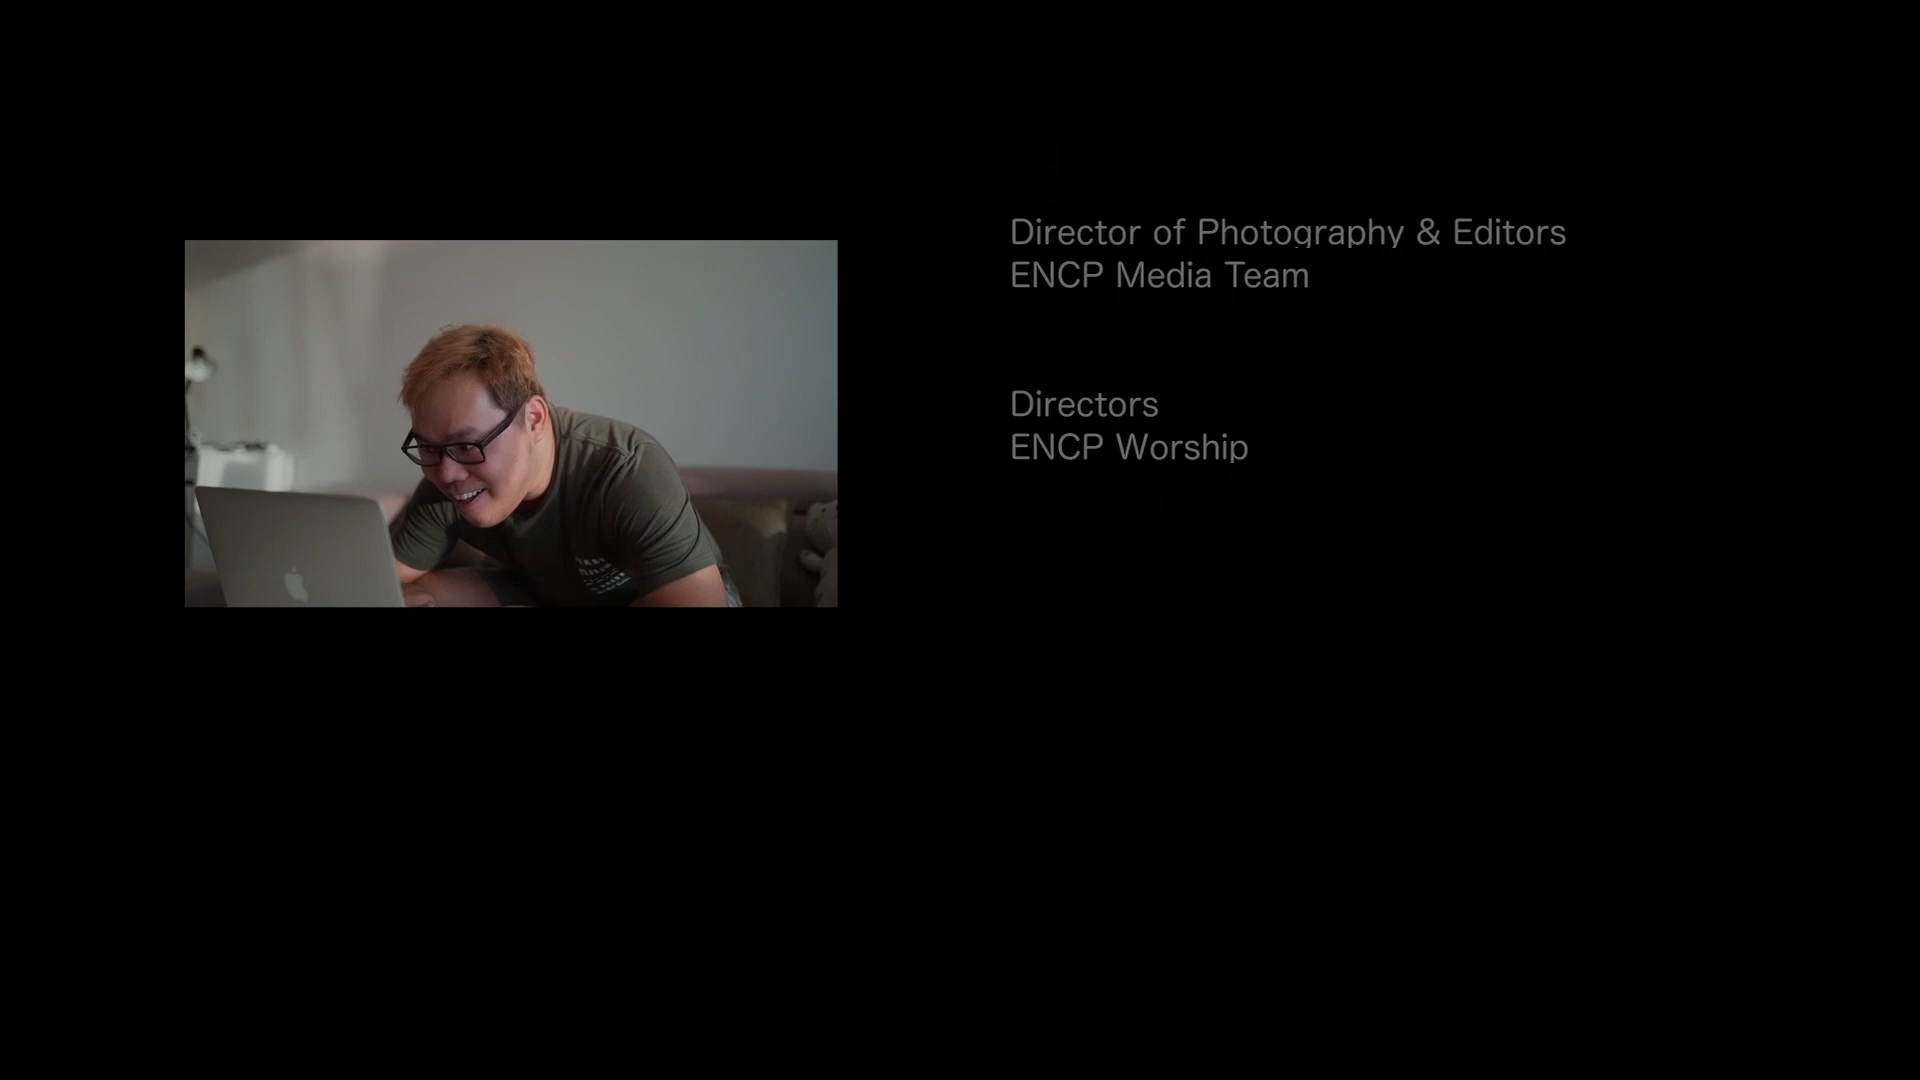 Director of Photography & Editors
ENCP Media Team
Directors
ENCP Worship